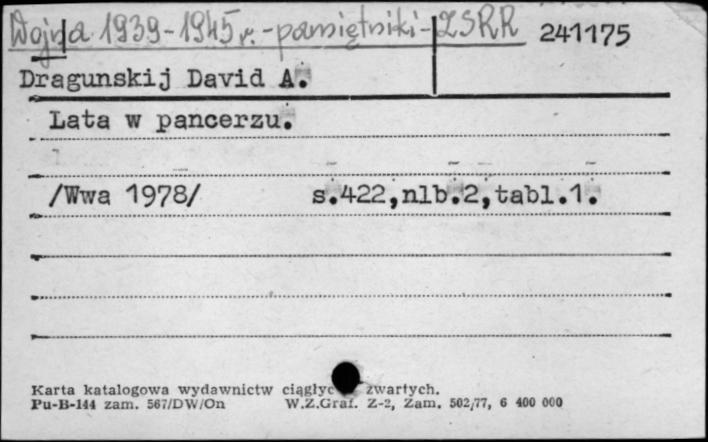 Wojna 1939-1945 r. - pamiętniki - ZSRR 241175
Dragunskij David A.
Lata w pancerzu.
/Wwa 1978/ s.422,nlb.2,tabl.1.
Karta katalogowa wydawnictw zwartych.
Pu-B-144 zam. 567/DW/On W.Z.Graf. Z-2, Zam. 502/77, 6 400 000